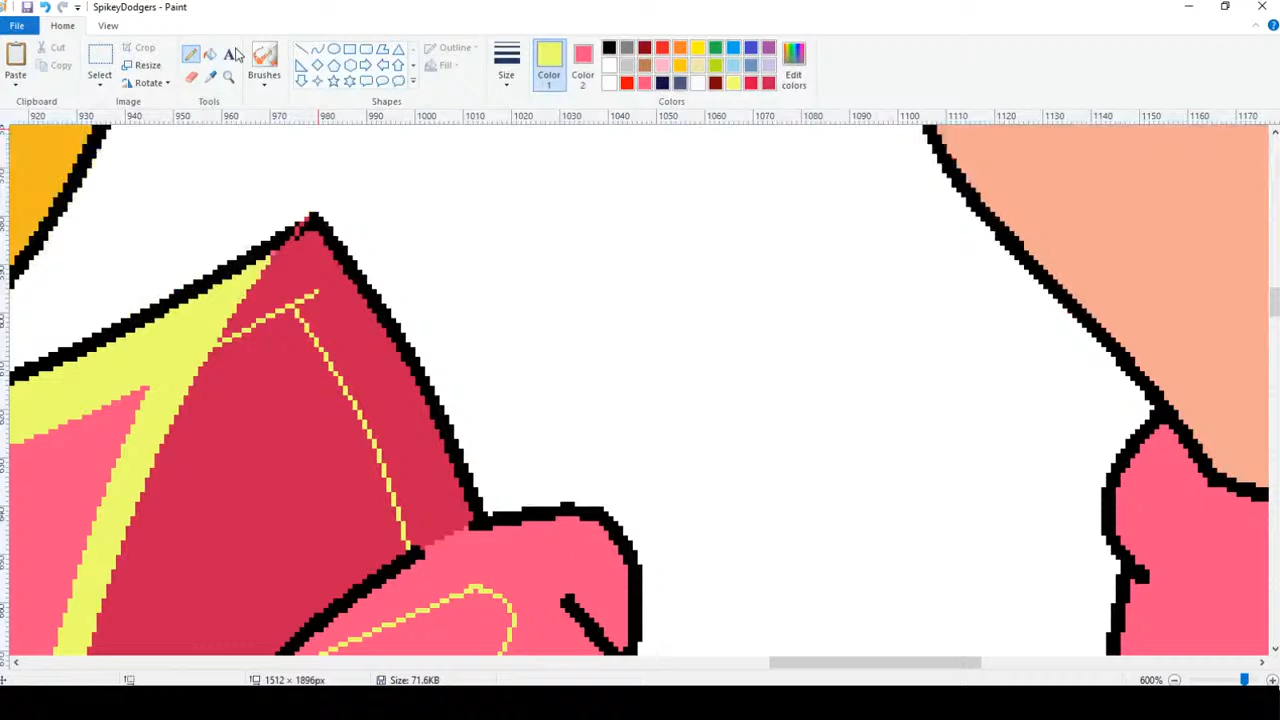 SpikeyDodgers - Paint
File Home View
Paste Cut Copy Clipboard
Select Crop Resize Rotate Image
A Tools
Brushes
Outline Fill Shapes
Size
Color 1 Color 2 Edit colors Colors
920 930 940 950 960 970 980 990 1000 1010 1020 1030 1040 1050 1060 1070 1080 1090 1100 1110 1120 1130 1140 1150 1160 1170
1512 × 1896px Size: 71.6KB 600%